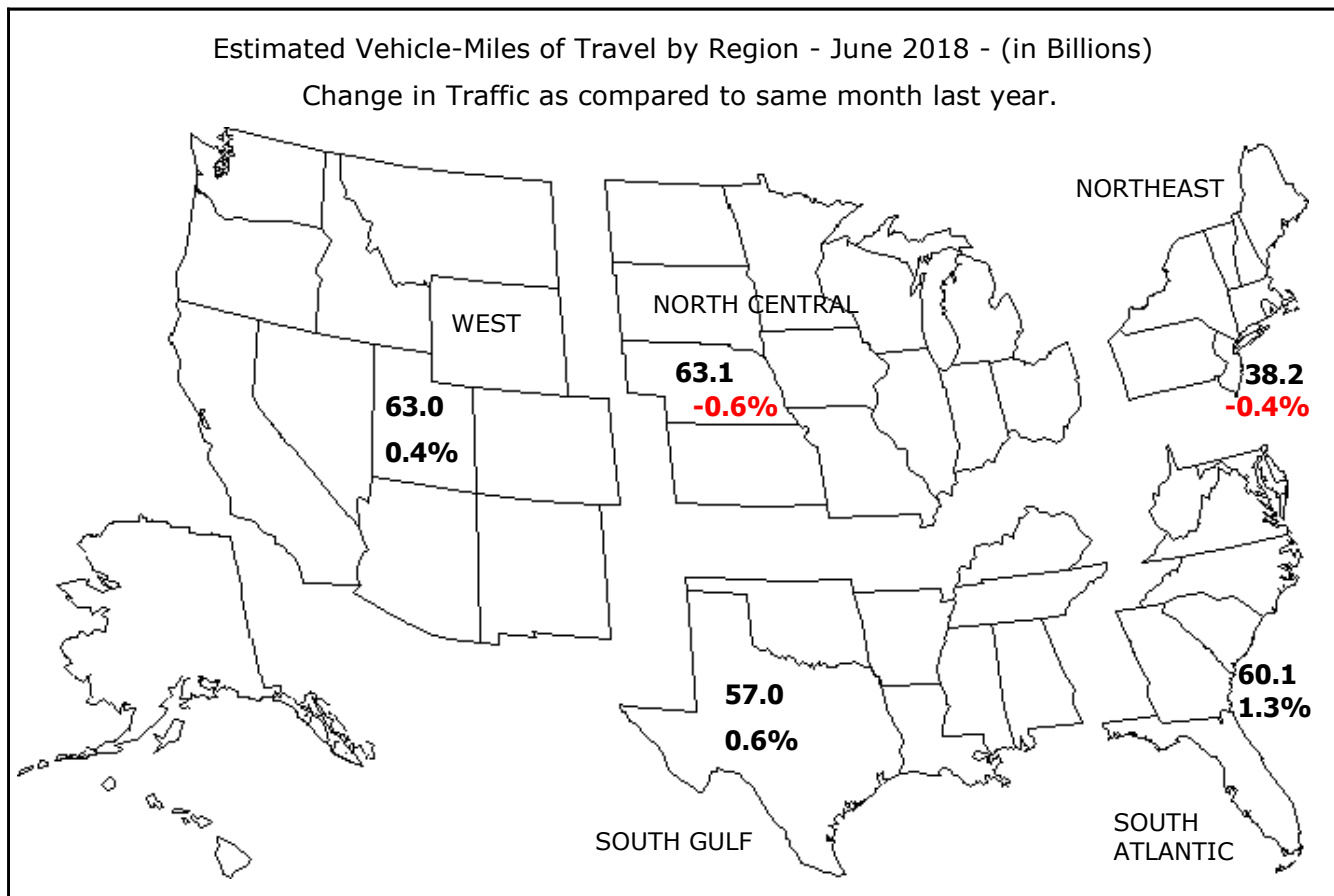 Estimated Vehicle-Miles of Travel by Region - June 2018 - (in Billions)
Change in Traffic as compared to same month last year.
NORTHEAST
38.2
-0.4%
NORTH CENTRAL
63.1
-0.6%
WEST
63.0
0.4%
SOUTH GULF
57.0
0.6%
SOUTH
ATLANTIC
60.1
1.3%